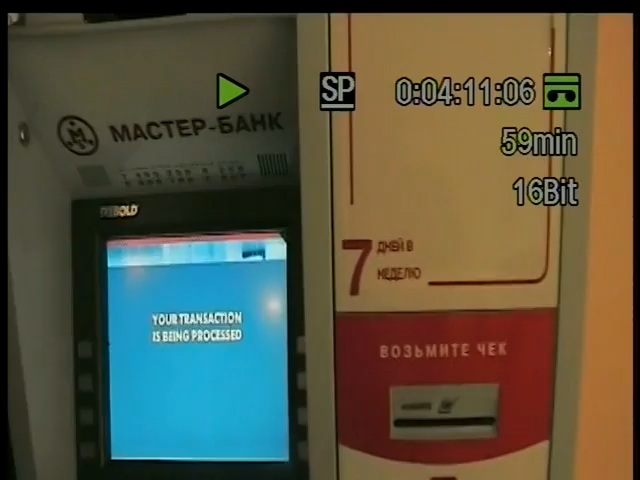 SP 0:04:11:06
59min
16Bit
МАСТЕР-БАНК
DIEBOLD
7 ДНЕЙ В
НЕДЕЛЮ
YOUR TRANSACTION
IS BEING PROCESSED
ВОЗЬМИТЕ ЧЕК